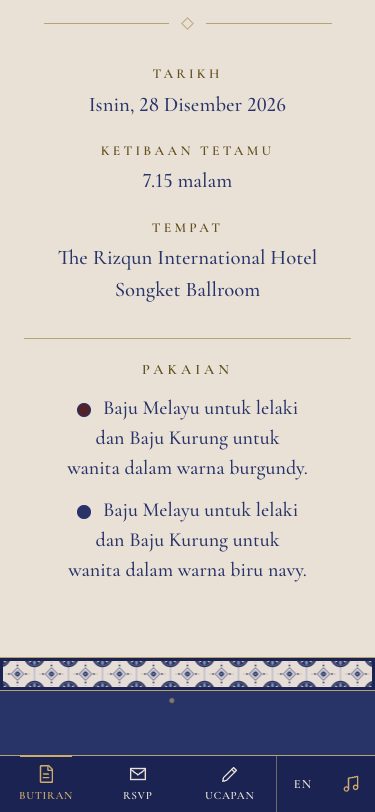 TARIKH
Isnin, 28 Disember 2026
KETIBAAN TETAMU
7.15 malam
TEMPAT
The Rizqun International Hotel
Songket Ballroom
PAKAIAN
Baju Melayu untuk lelaki
dan Baju Kurung untuk
wanita dalam warna burgundy.
Baju Melayu untuk lelaki
dan Baju Kurung untuk
wanita dalam warna biru navy.
BUTIRAN
RSVP
UCAPAN
EN